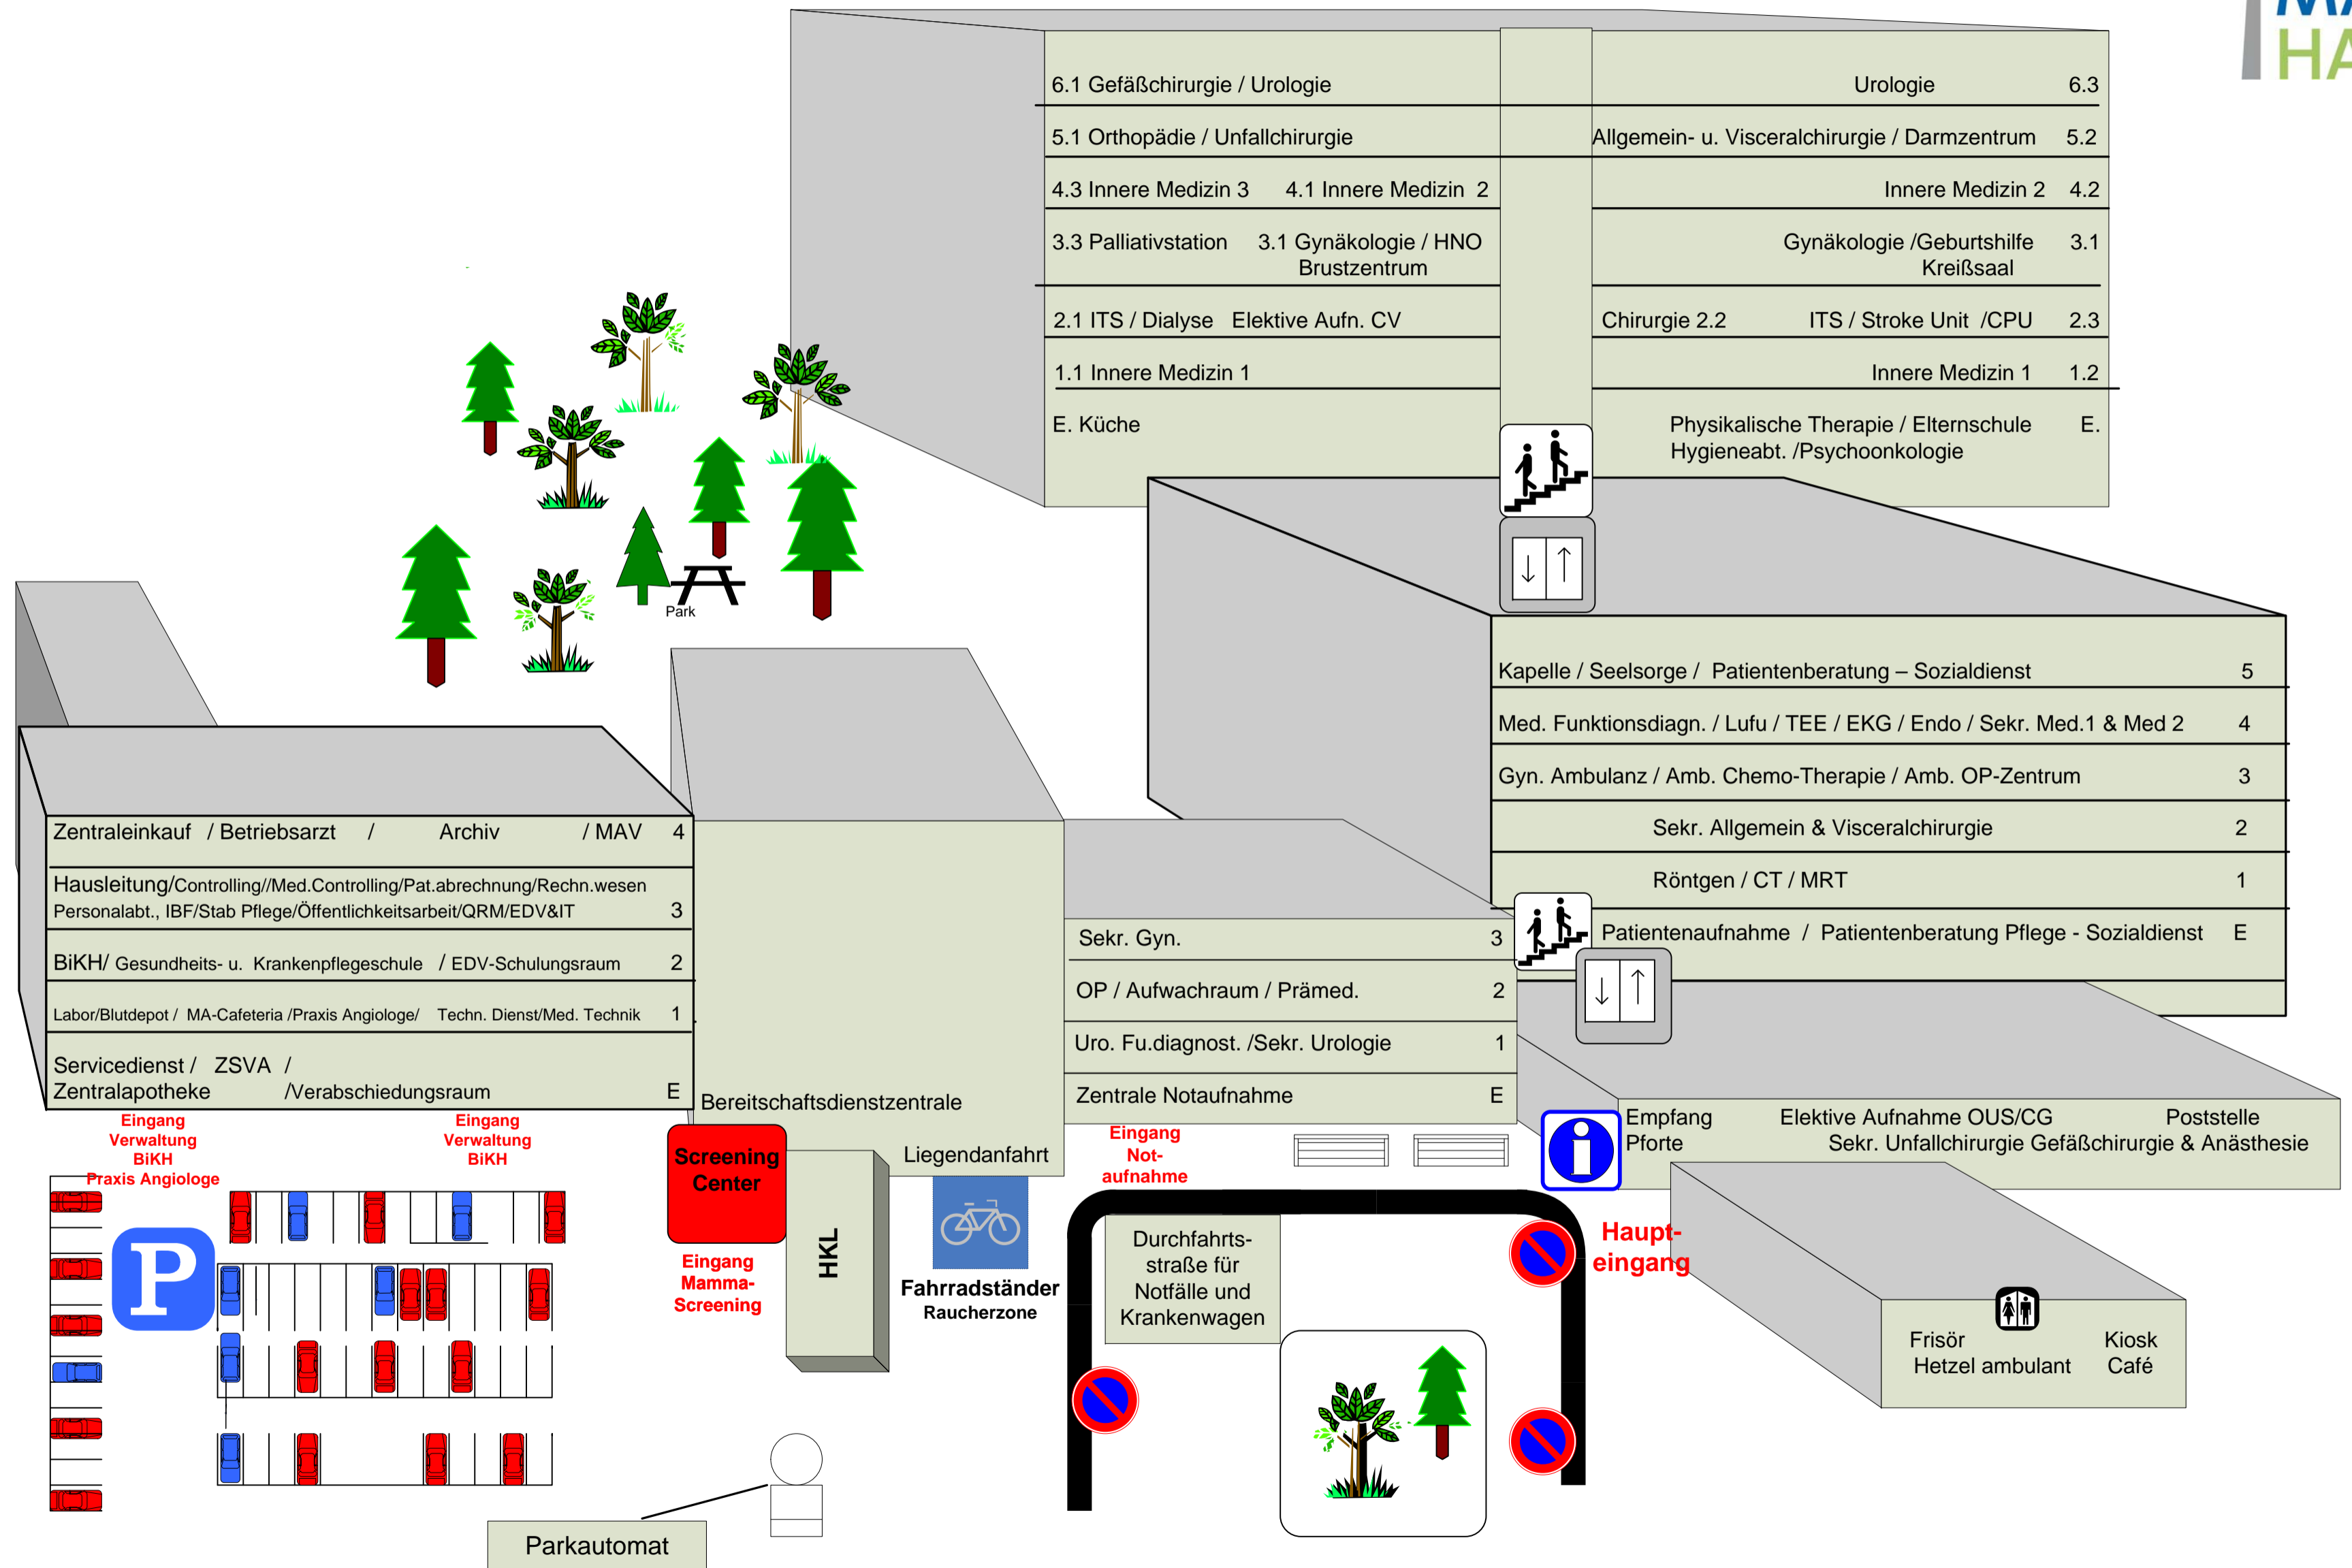 HA
6.1 Gefäßchirurgie / Urologie
Urologie 6.3
5.1 Orthopädie / Unfallchirurgie
Allgemein- u. Visceralchirurgie / Darmzentrum 5.2
4.3 Innere Medizin 3 4.1 Innere Medizin 2
Innere Medizin 2 4.2
3.3 Palliativstation 3.1 Gynäkologie / HNO
Brustzentrum
Gynäkologie /Geburtshilfe 3.1
Kreißsaal
2.1 ITS / Dialyse Elektive Aufn. CV
Chirurgie 2.2 ITS / Stroke Unit /CPU 2.3
1.1 Innere Medizin 1
Innere Medizin 1 1.2
E. Küche
Physikalische Therapie / Elternschule E.
Hygieneabt. /Psychoonkologie
Park
Kapelle / Seelsorge / Patientenberatung – Sozialdienst 5
Med. Funktionsdiagn. / Lufu / TEE / EKG / Endo / Sekr. Med.1 & Med 2 4
Gyn. Ambulanz / Amb. Chemo-Therapie / Amb. OP-Zentrum 3
Sekr. Allgemein & Visceralchirurgie 2
Röntgen / CT / MRT 1
Patientenaufnahme / Patientenberatung Pflege - Sozialdienst E
Zentraleinkauf / Betriebsarzt / Archiv / MAV 4
Hausleitung/Controlling//Med.Controlling/Pat.abrechnung/Rechn.wesen
Personalabt., IBF/Stab Pflege/Öffentlichkeitsarbeit/QRM/EDV&IT 3
BiKH/ Gesundheits- u. Krankenpflegeschule / EDV-Schulungsraum 2
Labor/Blutdepot / MA-Cafeteria /Praxis Angiologe/ Techn. Dienst/Med. Technik 1
Servicedienst / ZSVA /
Zentralapotheke /Verabschiedungsraum E
Sekr. Gyn. 3
OP / Aufwachraum / Prämed. 2
Uro. Fu.diagnost. /Sekr. Urologie 1
Zentrale Notaufnahme E
Bereitschaftsdienstzentrale
Liegendanfahrt
Empfang Elektive Aufnahme OUS/CG Poststelle
Pforte Sekr. Unfallchirurgie Gefäßchirurgie & Anästhesie
Eingang
Verwaltung
BiKH
Praxis Angiologe
Eingang
Verwaltung
BiKH
Screening
Center
Eingang
Mamma-
Screening
HKL
Fahrradständer
Raucherzone
Eingang
Not-
aufnahme
Durchfahrts-
straße für
Notfälle und
Krankenwagen
Haupt-
eingang
Frisör Kiosk
Hetzel ambulant Café
P
Parkautomat